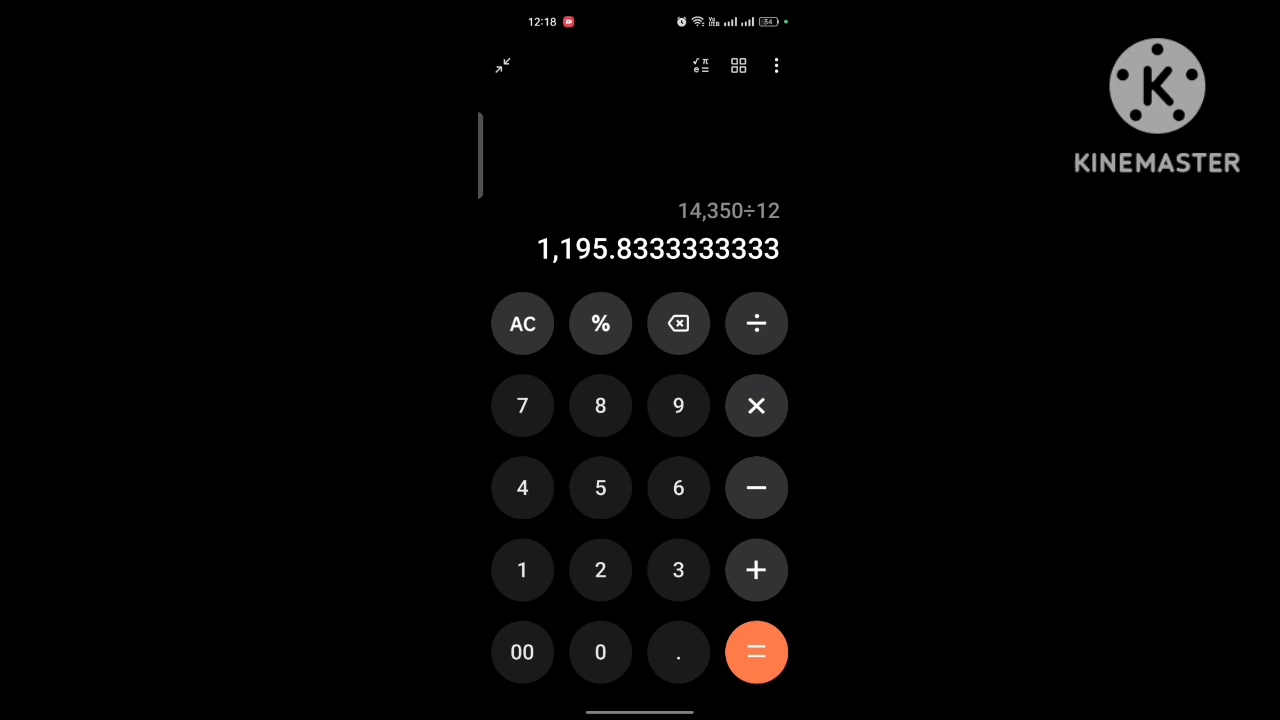 12:18
34
K
KINEMASTER
√ π
e =
14,350÷12
1,195.8333333333
AC % ÷
7 8 9 ×
4 5 6 −
1 2 3 +
00 0 . =